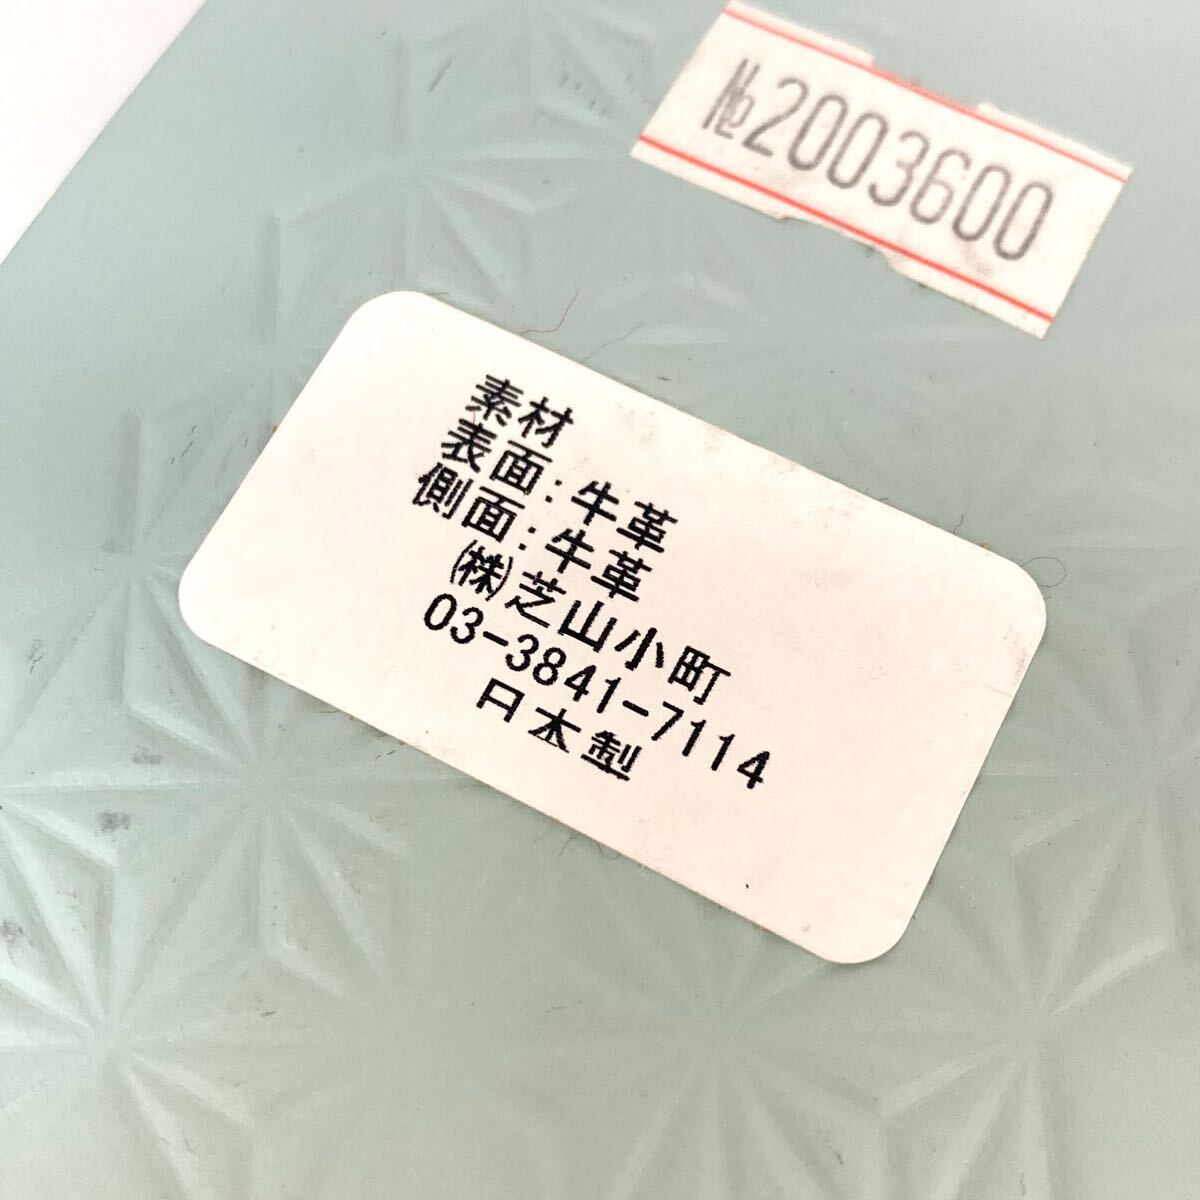 №2003600
素材
表面:牛革
側面:牛革
㈱芝山小町
03-3841-7114
日本製